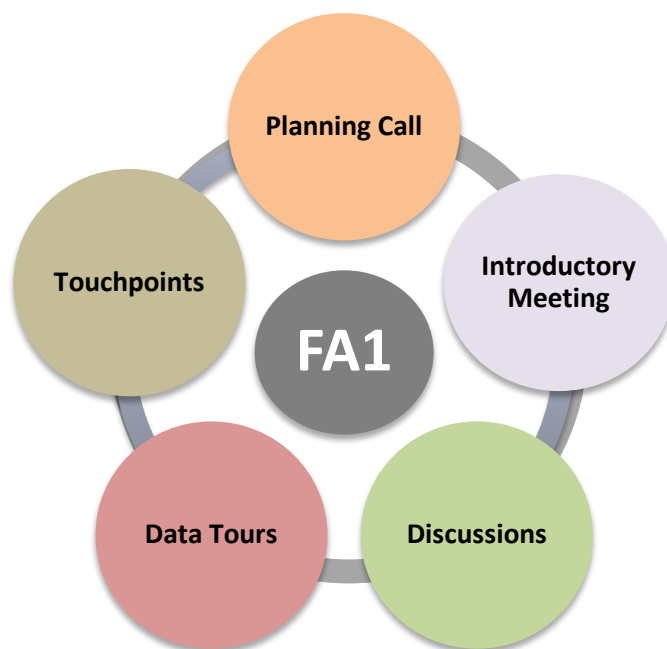 Planning Call
Introductory
Meeting
Touchpoints
FA1
Data Tours
Discussions